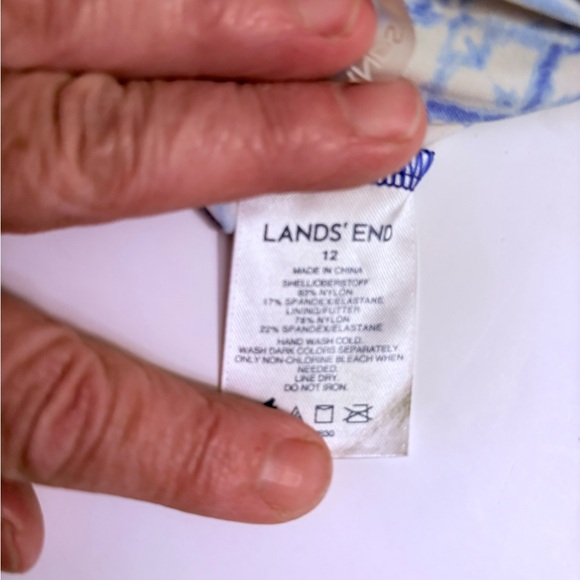 LANDS' END
12
MADE IN CHINA
SHELL/OBERSTOFF
83% NYLON
17% SPANDEX/ELASTANE
LINING/FUTTER
78% NYLON
22% SPANDEX/ELASTANE
HAND WASH COLD.
WASH DARK COLORS SEPARATELY.
ONLY NON-CHLORINE BLEACH WHEN
NEEDED.
LINE DRY.
DO NOT IRON.